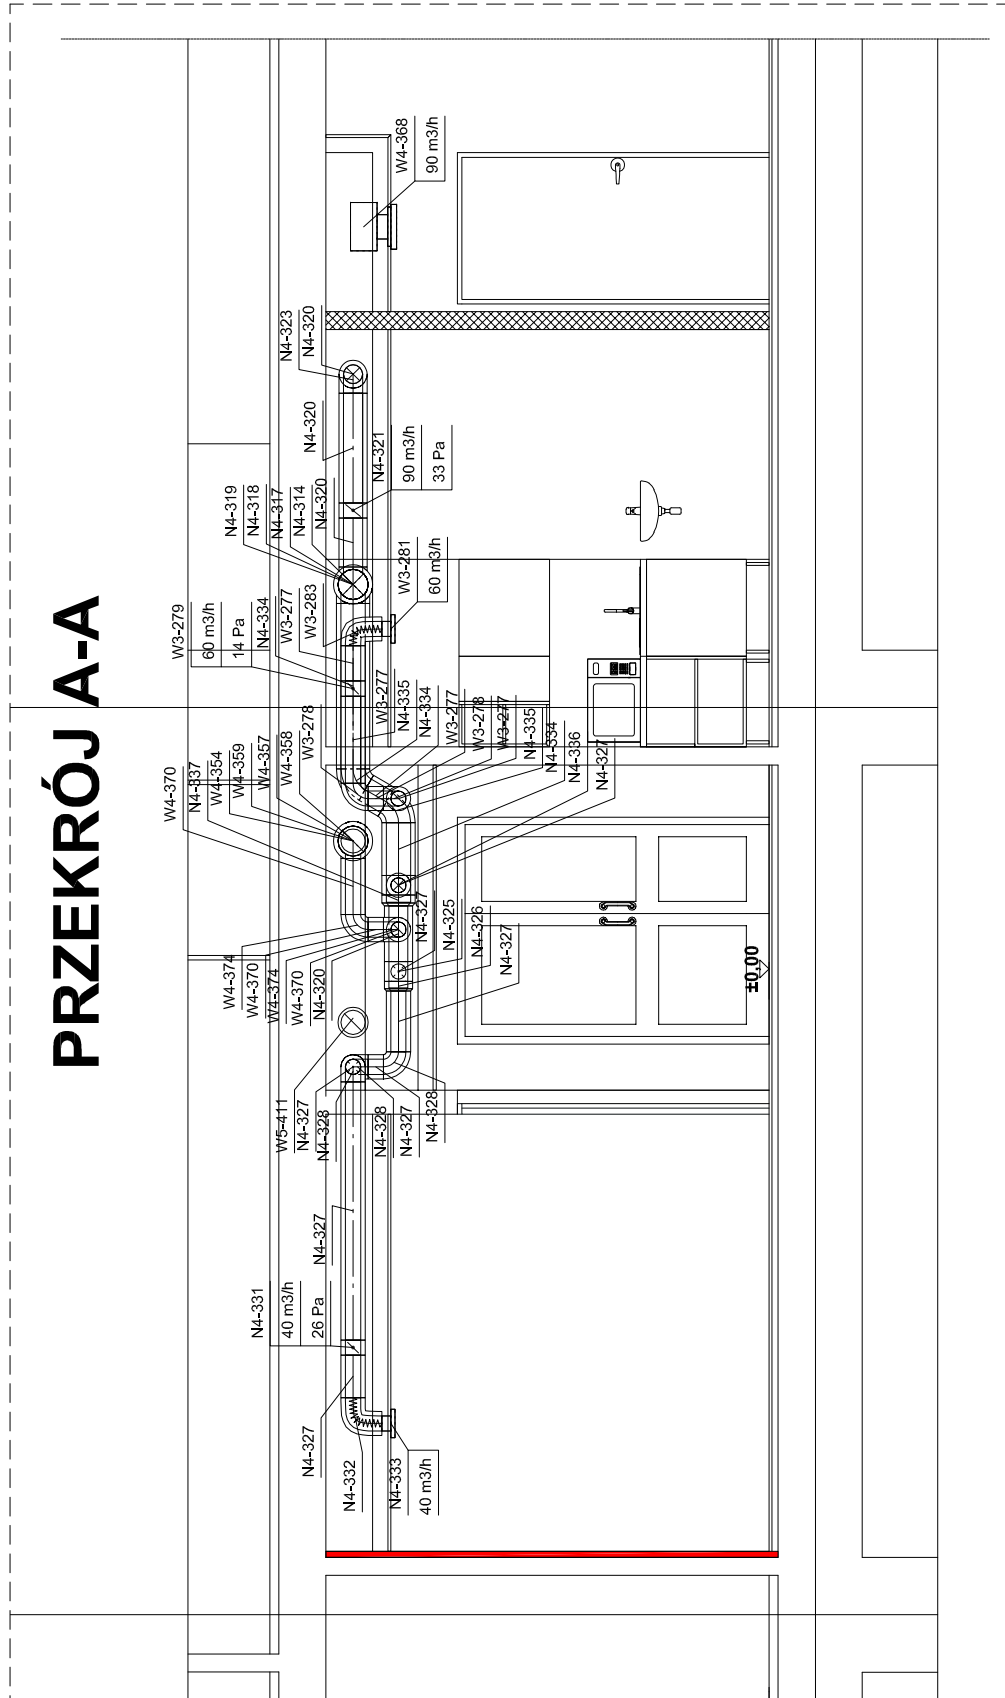 PRZEKRÓJ A-A
N4-327
N4-332
N4-333
40 m3/h
N4-331
40 m3/h
26 Pa
N4-327
W5-411
N4-327
N4-328
N4-328
N4-327
N4-328
W4-374
W4-370
W4-374
W4-370
N4-320
N4-327
N4-325
N4-326
N4-327
±0,00
W4-370
N4-337
W4-354
W4-359
W4-357
W4-358
W3-278
W3-277
N4-335
N4-334
W3-277
W3-278
W3-277
N4-335
N4-334
N4-336
N4-327
W3-279
60 m3/h
14 Pa
N4-334
W3-277
W3-283
W3-281
60 m3/h
N4-319
N4-318
N4-317
N4-314
N4-320
N4-320
N4-321
90 m3/h
33 Pa
N4-323
N4-320
W4-368
90 m3/h